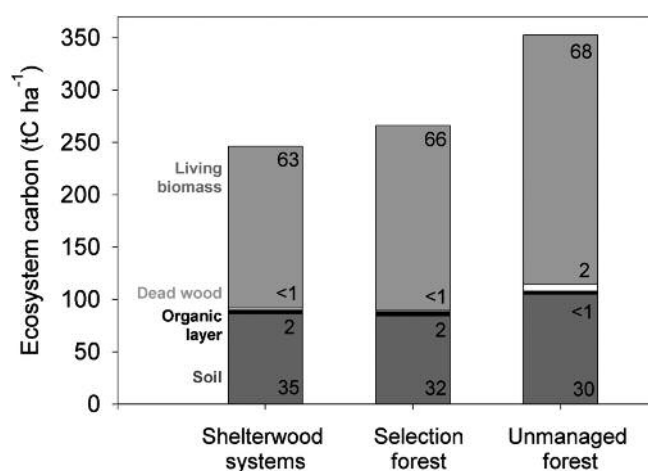 Ecosystem carbon (tC ha⁻¹)
350
300
250
200
150
100
50
0
Living
biomass
Dead wood
Organic
layer
Soil
63
<1
2
35
66
<1
2
32
68
2
<1
30
Shelterwood
systems
Selection
forest
Unmanaged
forest